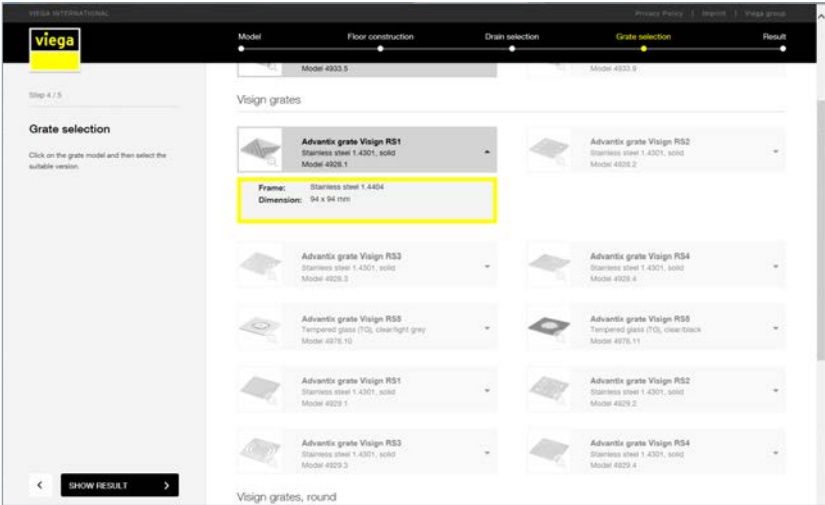 VIEGA INTERNATIONAL
Privacy Policy | Imprint | Viega group
viega
Model
Floor construction
Drain selection
Grate selection
Result
Model 4933.5
Model 4933.9
Step 4 / 5
Grate selection
Click on the grate model and then select the
suitable version.
Visign grates
Advantix grate Visign RS1
Stainless steel 1.4301, solid
Model 4928.1
Advantix grate Visign RS2
Stainless steel 1.4301, solid
Model 4928.2
Frame: Stainless steel 1.4404
Dimension: 94 x 94 mm
Advantix grate Visign RS3
Stainless steel 1.4301, solid
Model 4928.3
Advantix grate Visign RS4
Stainless steel 1.4301, solid
Model 4928.4
Advantix grate Visign RS5
Tempered glass (TG), clear/light grey
Model 4978.10
Advantix grate Visign RS5
Tempered glass (TG), clear/black
Model 4978.11
Advantix grate Visign RS1
Stainless steel 1.4301, solid
Model 4929.1
Advantix grate Visign RS2
Stainless steel 1.4301, solid
Model 4929.2
Advantix grate Visign RS3
Stainless steel 1.4301, solid
Model 4929.3
Advantix grate Visign RS4
Stainless steel 1.4301, solid
Model 4929.4
SHOW RESULT
Visign grates, round